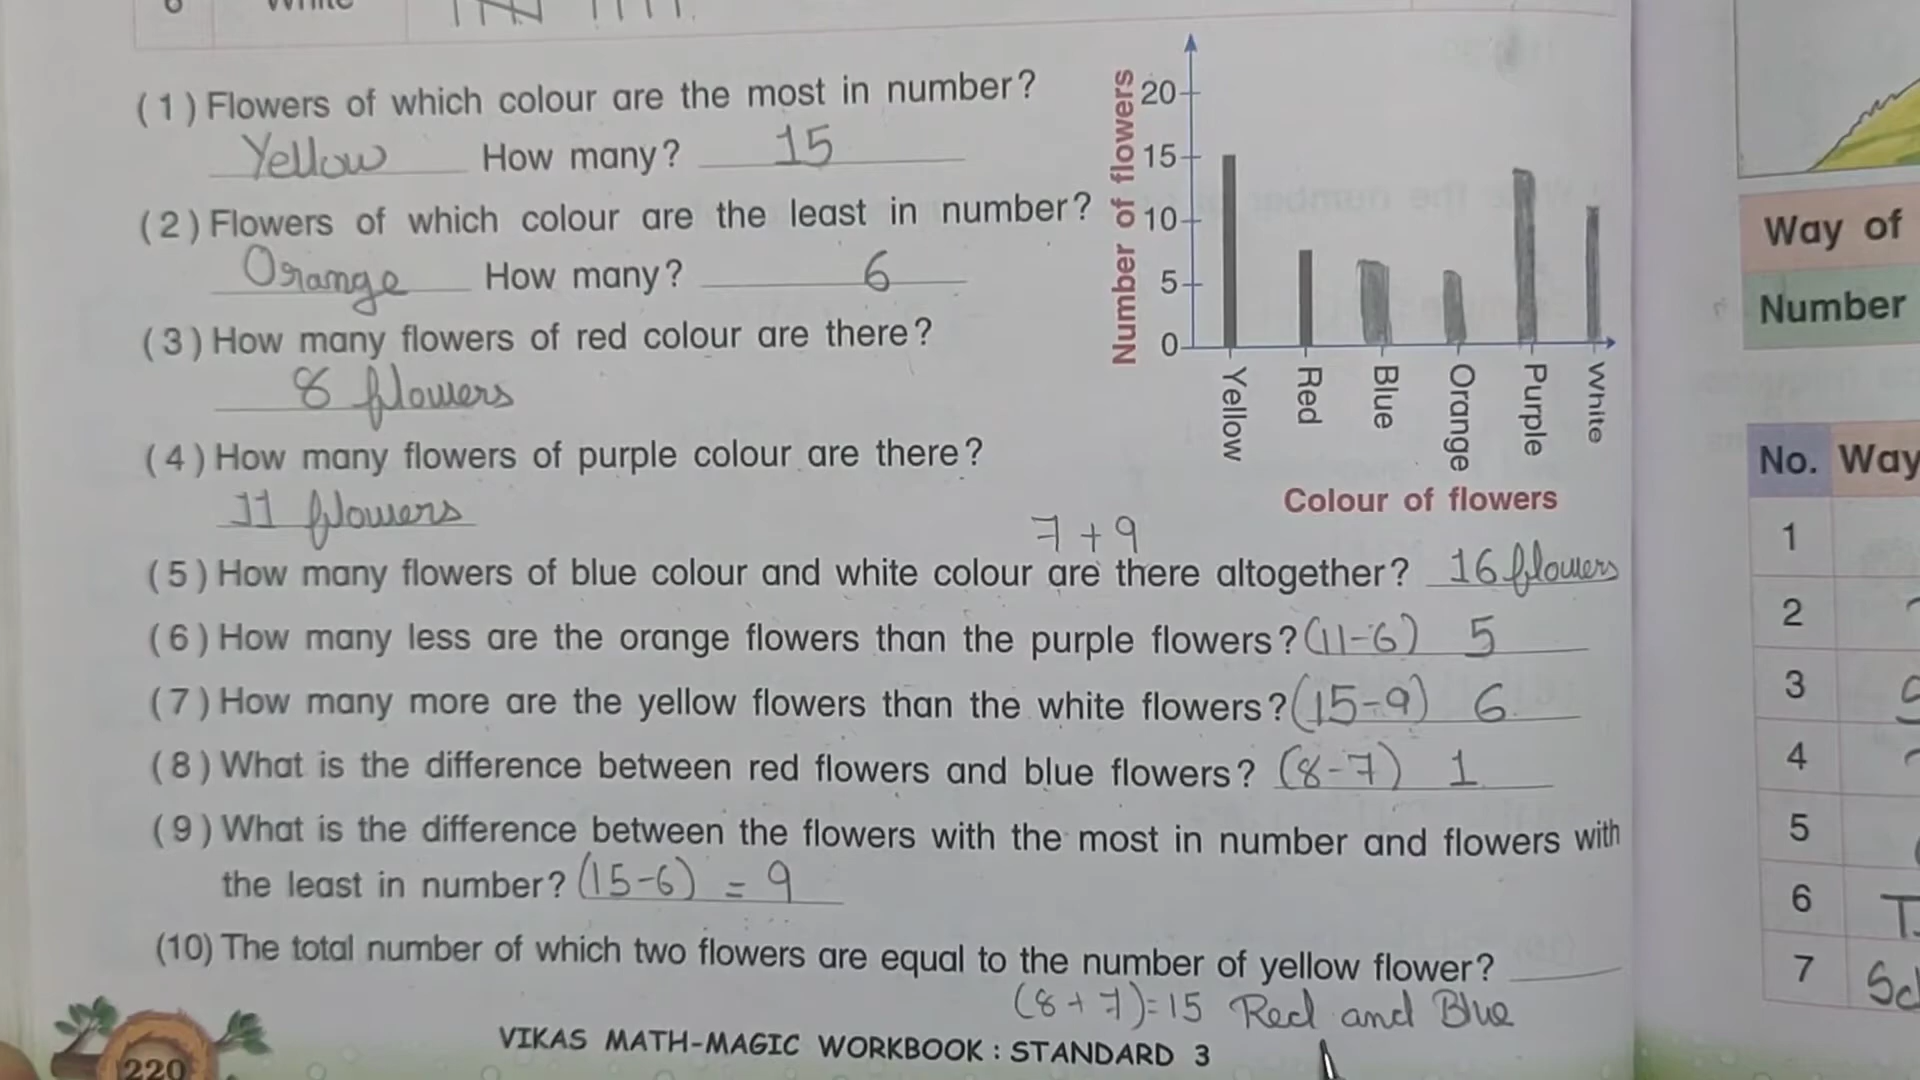 (1) Flowers of which colour are the most in number?
Yellow How many? 15
(2) Flowers of which colour are the least in number?
Orange How many? 6
(3) How many flowers of red colour are there?
8 flowers
(4) How many flowers of purple colour are there?
11 flowers
7 + 9
(5) How many flowers of blue colour and white colour are there altogether? 16 flowers
(6) How many less are the orange flowers than the purple flowers? (11-6) 5
(7) How many more are the yellow flowers than the white flowers? (15-9) 6
(8) What is the difference between red flowers and blue flowers? (8-7) 1
(9) What is the difference between the flowers with the most in number and flowers with
the least in number? (15-6) = 9
(10) The total number of which two flowers are equal to the number of yellow flower?
(8+7)=15 Red and Blue
VIKAS MATH-MAGIC WORKBOOK : STANDARD 3
220
Number of flowers
20
15
10
5
0
Yellow
Red
Blue
Orange
Purple
White
Colour of flowers
Way of
Number
No. Way
1
2
3
4
5
6
7